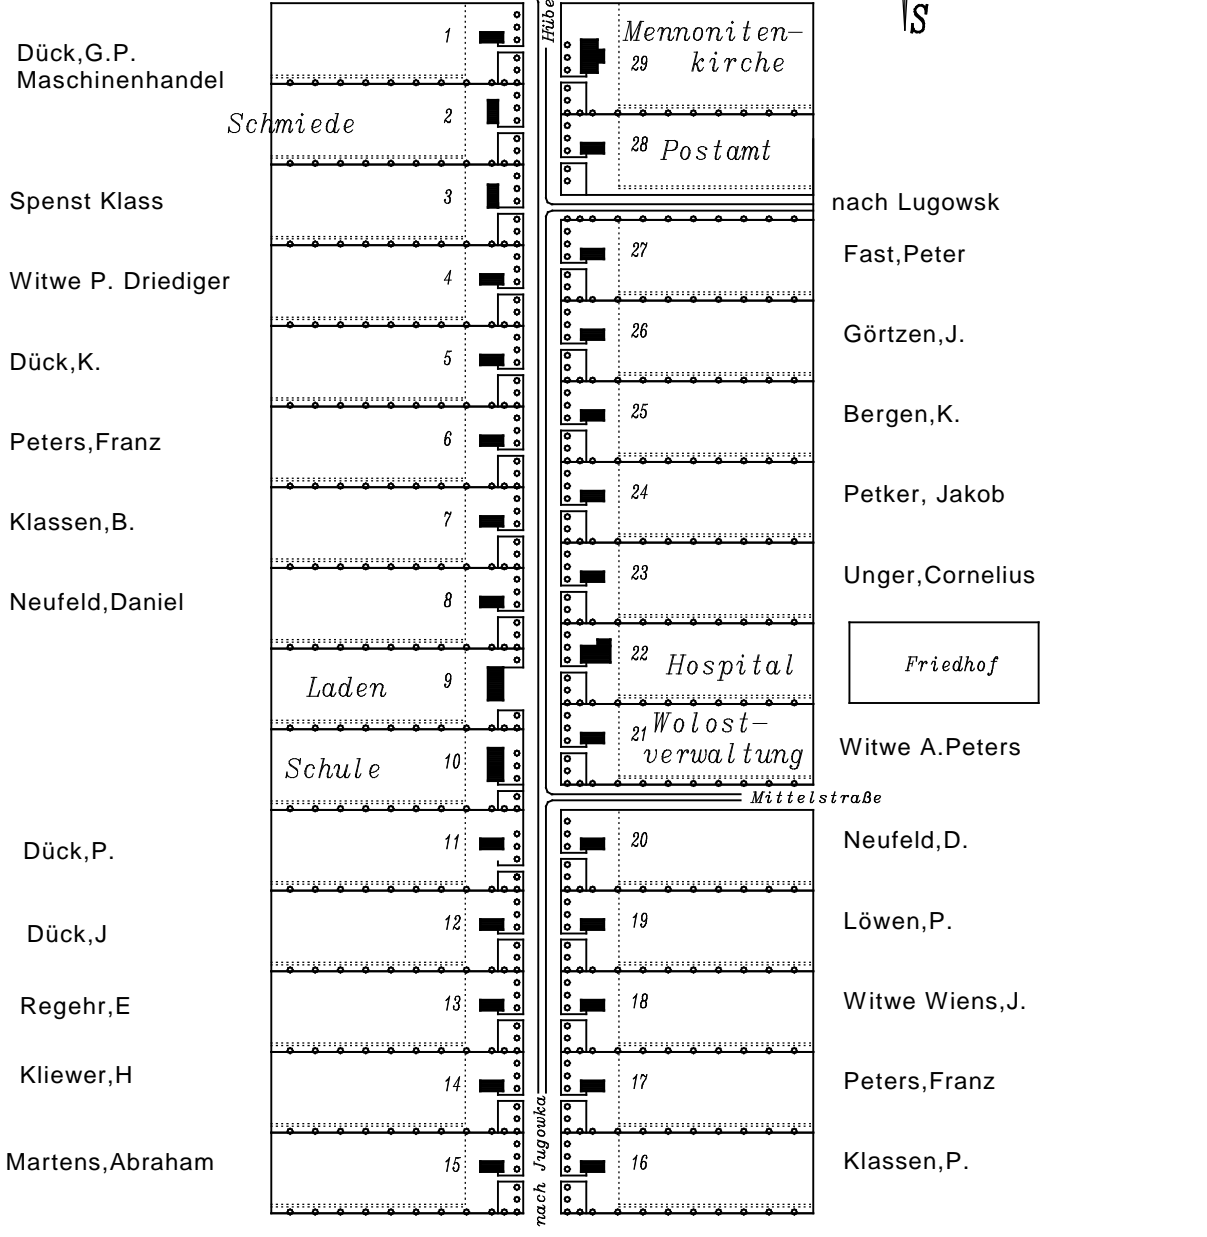 S
Hübe
Dück,G.P.
Maschinenhandel
1
Mennoniten-
29 kirche
Schmiede
2
28 Postamt
Spenst Klass
3
nach Lugowsk
Witwe P. Driediger
4
27
Fast,Peter
Dück,K.
5
26
Görtzen,J.
Peters,Franz
6
25
Bergen,K.
Klassen,B.
7
24
Petker, Jakob
Neufeld,Daniel
8
23
Unger,Cornelius
Laden
9
22 Hospital
Friedhof
Schule
10
21 Wolost-
verwaltung
Witwe A.Peters
Mittelstraße
Dück,P.
11
20
Neufeld,D.
Dück,J
12
19
Löwen,P.
Regehr,E
13
18
Witwe Wiens,J.
Kliewer,H
14
17
Peters,Franz
Martens,Abraham
15
nach Jugowka
16
Klassen,P.